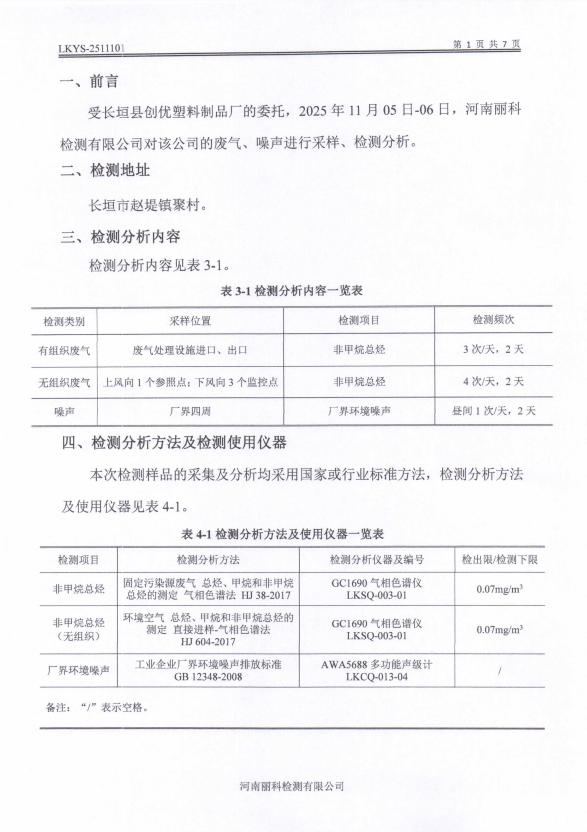 LKYS-2511101
第 1 页 共 7 页
一、前言
受长垣县创优塑料制品厂的委托，2025 年 11 月 05 日-06 日，河南丽科
检测有限公司对该公司的废气、噪声进行采样、检测分析。
二、检测地址
长垣市赵堤镇聚村。
三、检测分析内容
检测分析内容见表 3-1。
表 3-1 检测分析内容一览表
检测类别 采样位置 检测项目 检测频次
有组织废气 废气处理设施进口、出口 非甲烷总烃 3 次/天，2 天
无组织废气 上风向 1 个参照点；下风向 3 个监控点 非甲烷总烃 4 次/天，2 天
噪声 厂界四周 厂界环境噪声 昼间 1 次/天，2 天
四、检测分析方法及检测使用仪器
本次检测样品的采集及分析均采用国家或行业标准方法，检测分析方法
及使用仪器见表 4-1。
表 4-1 检测分析方法及使用仪器一览表
检测项目 检测分析方法 检测分析仪器及编号 检出限/检测下限
非甲烷总烃 固定污染源废气 总烃、甲烷和非甲烷 GC1690 气相色谱仪 0.07mg/m³
总烃的测定 气相色谱法 HJ 38-2017 LKSQ-003-01
非甲烷总烃 环境空气 总烃、甲烷和非甲烷总烃的 GC1690 气相色谱仪 0.07mg/m³
（无组织） 测定 直接进样-气相色谱法 LKSQ-003-01
HJ 604-2017
厂界环境噪声 工业企业厂界环境噪声排放标准 AWA5688 多功能声级计 /
GB 12348-2008 LKCQ-013-04
备注：“/”表示空格。
河南丽科检测有限公司